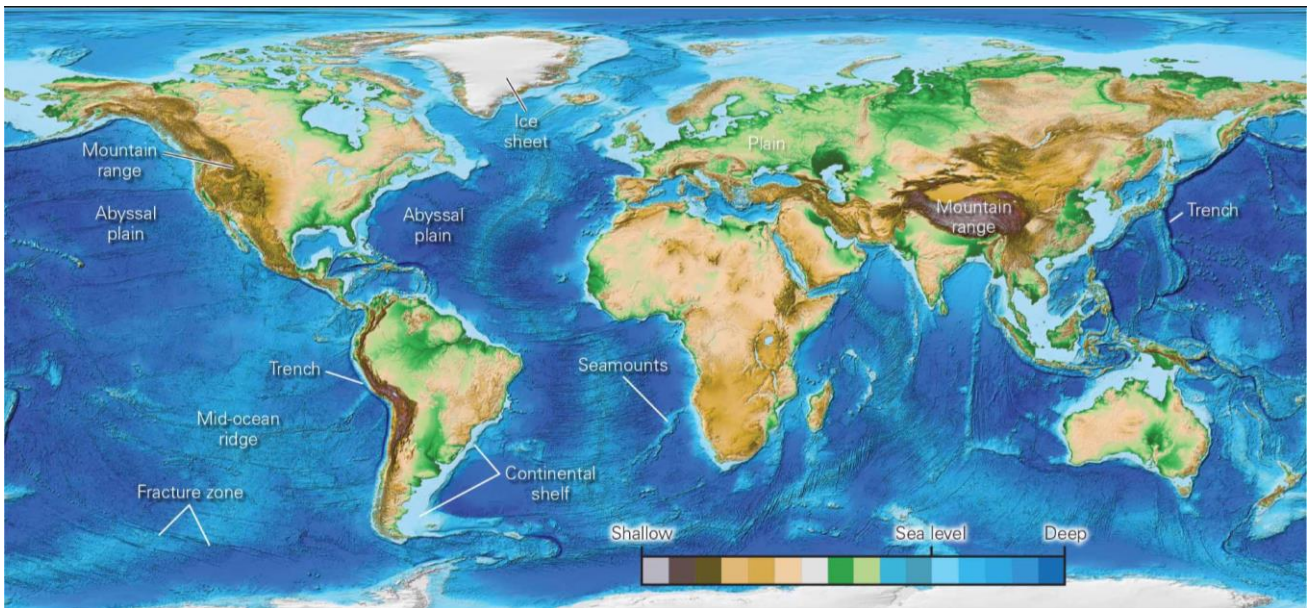 Ice
sheet
Plain
Mountain
range
Abyssal
plain
Abyssal
plain
Mountain
range
Trench
Trench
Seamounts
Mid-ocean
ridge
Continental
shelf
Fracture zone
Shallow
Sea level
Deep